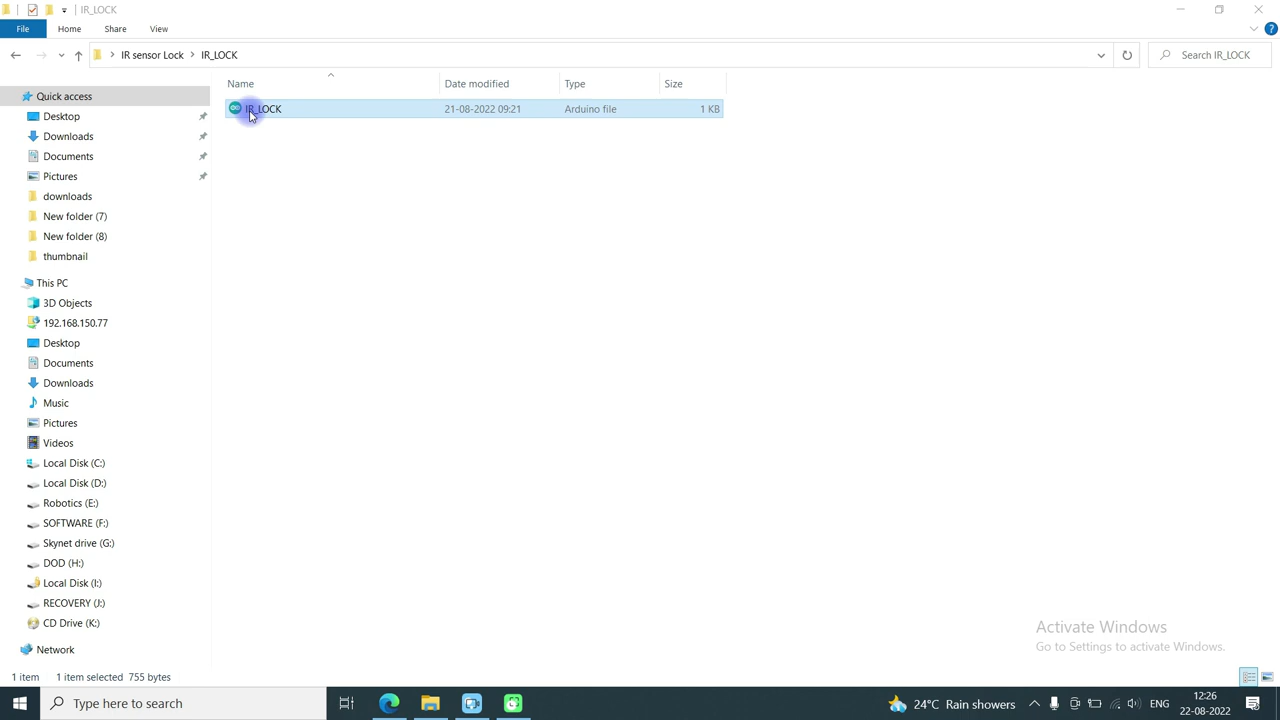 IR_LOCK
File Home Share View
IR sensor Lock IR_LOCK Search IR_LOCK
Name Date modified Type Size
Quick access
IR_LOCK 21-08-2022 09:21 Arduino file 1 KB
Desktop
Downloads
Documents
Pictures
downloads
New folder (7)
New folder (8)
thumbnail
This PC
3D Objects
192.168.150.77
Desktop
Documents
Downloads
Music
Pictures
Videos
Local Disk (C:)
Local Disk (D:)
Robotics (E:)
SOFTWARE (F:)
Skynet drive (G:)
DOD (H:)
Local Disk (I:)
RECOVERY (J:)
CD Drive (K:)
Network
Activate Windows
Go to Settings to activate Windows.
1 item 1 item selected 755 bytes
Type here to search
24°C Rain showers
ENG
12:26
22-08-2022